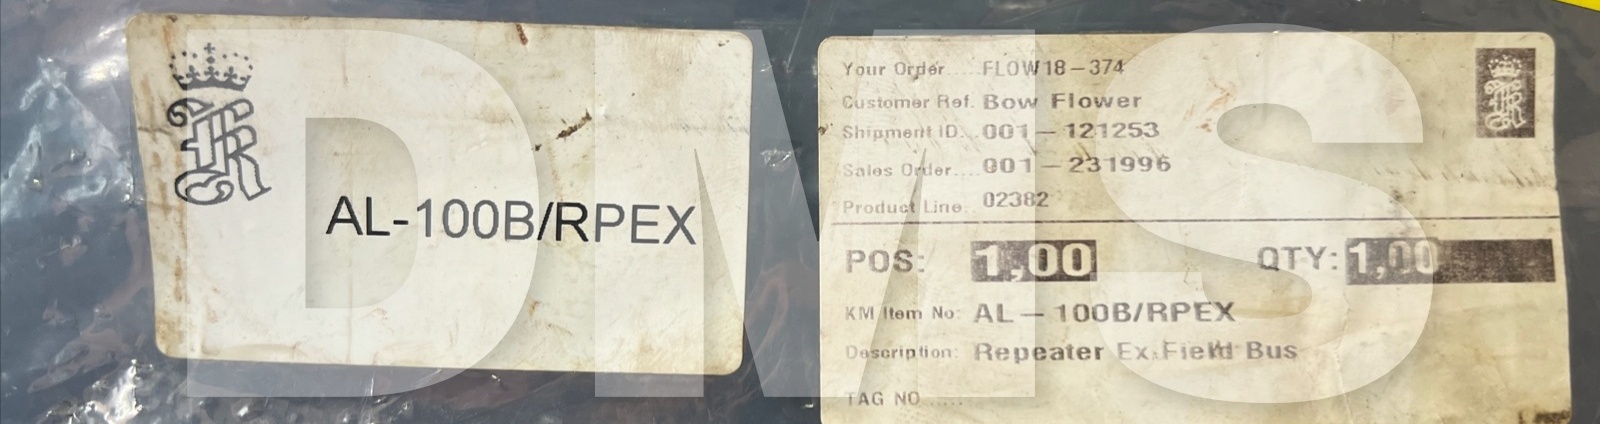 AL-100B/RPEX
Your Order.....FLOW18-374
Customer Ref. Bow Flower
Shipment ID...001-121253
Sales Order....001-231996
Product Line...02382
POS: 1,00 QTY: 1,00
KM Item No: AL-100B/RPEX
Description: Repeater Ex.Field Bus
TAG NO......
DMS